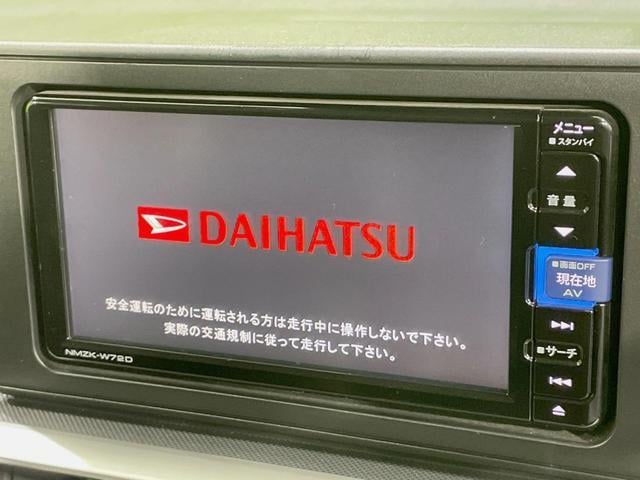 DAIHATSU
安全運転のために運転される方は走行中に操作しないで下さい。
実際の交通規制に従って走行して下さい。
NMZK-W72D
メニュー
スタンバイ
音量
画面OFF
現在地
AV
サーチ